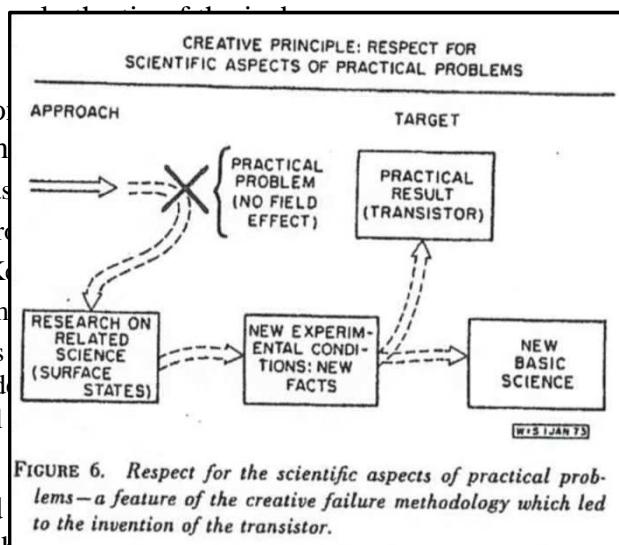 CREATIVE PRINCIPLE: RESPECT FOR
SCIENTIFIC ASPECTS OF PRACTICAL PROBLEMS
APPROACH
TARGET
PRACTICAL
PROBLEM
(NO FIELD
EFFECT)
PRACTICAL
RESULT
(TRANSISTOR)
RESEARCH ON
RELATED
SCIENCE
(SURFACE
STATES)
NEW EXPERIM-
ENTAL CONDI-
TIONS: NEW
FACTS
NEW
BASIC
SCIENCE
W+S 1 JAN 73
FIGURE 6. Respect for the scientific aspects of practical prob-
lems—a feature of the creative failure methodology which led
to the invention of the transistor.